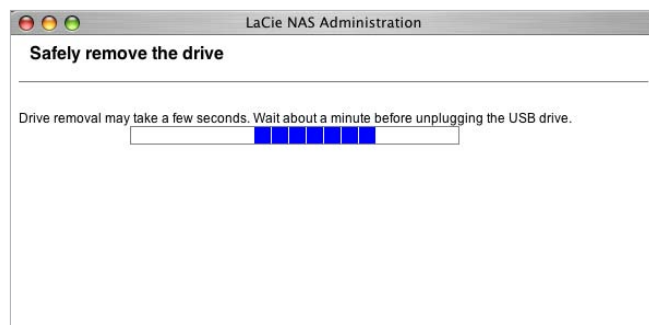 LaCie NAS Administration
Safely remove the drive
Drive removal may take a few seconds. Wait about a minute before unplugging the USB drive.